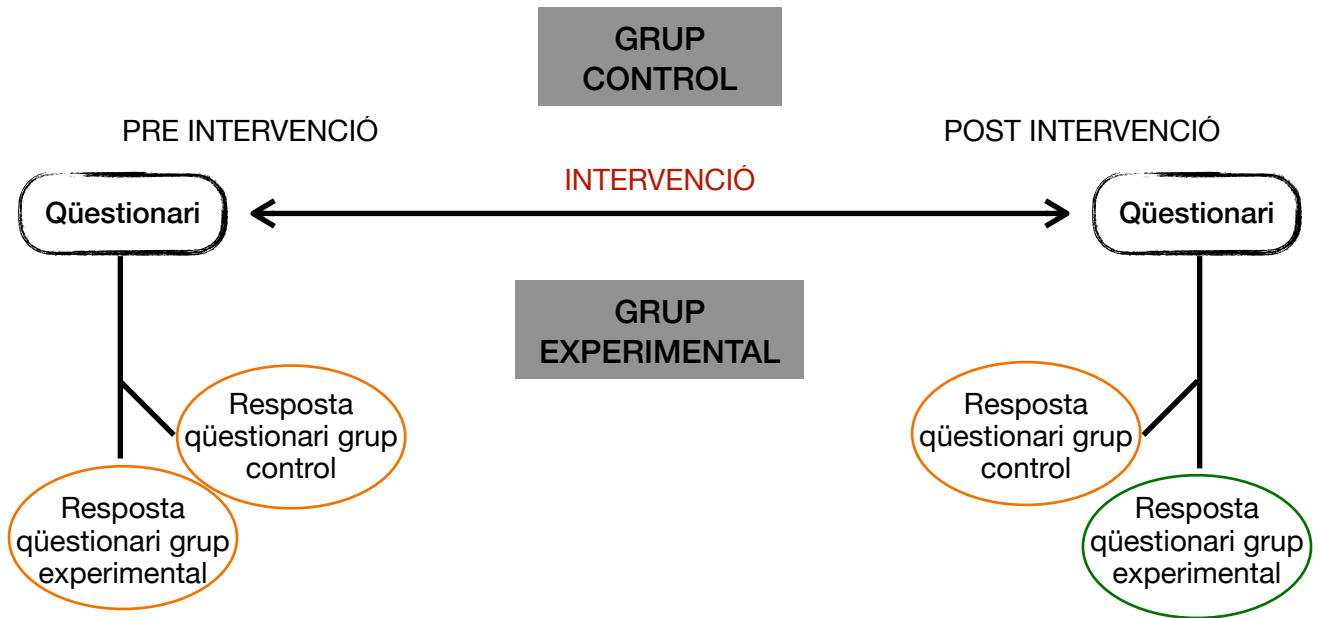 GRUP
CONTROL
PRE INTERVENCIÓ
POST INTERVENCIÓ
INTERVENCIÓ
Qüestionari
Qüestionari
GRUP
EXPERIMENTAL
Resposta
qüestionari grup
control
Resposta
qüestionari grup
experimental
Resposta
qüestionari grup
control
Resposta
qüestionari grup
experimental